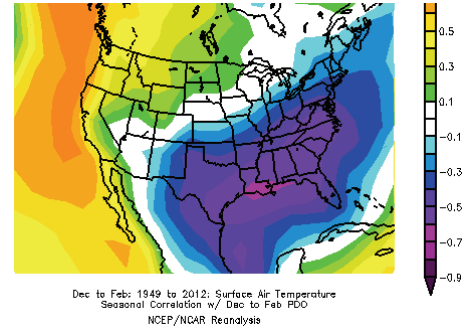 0.5
0.3
0.1
-0.1
-0.3
-0.5
-0.7
-0.9
Dec to Feb: 1949 to 2012: Surface Air Temperature
Seasonal Correlation w/ Dec to Feb PDO
NCEP/NCAR Reanalysis